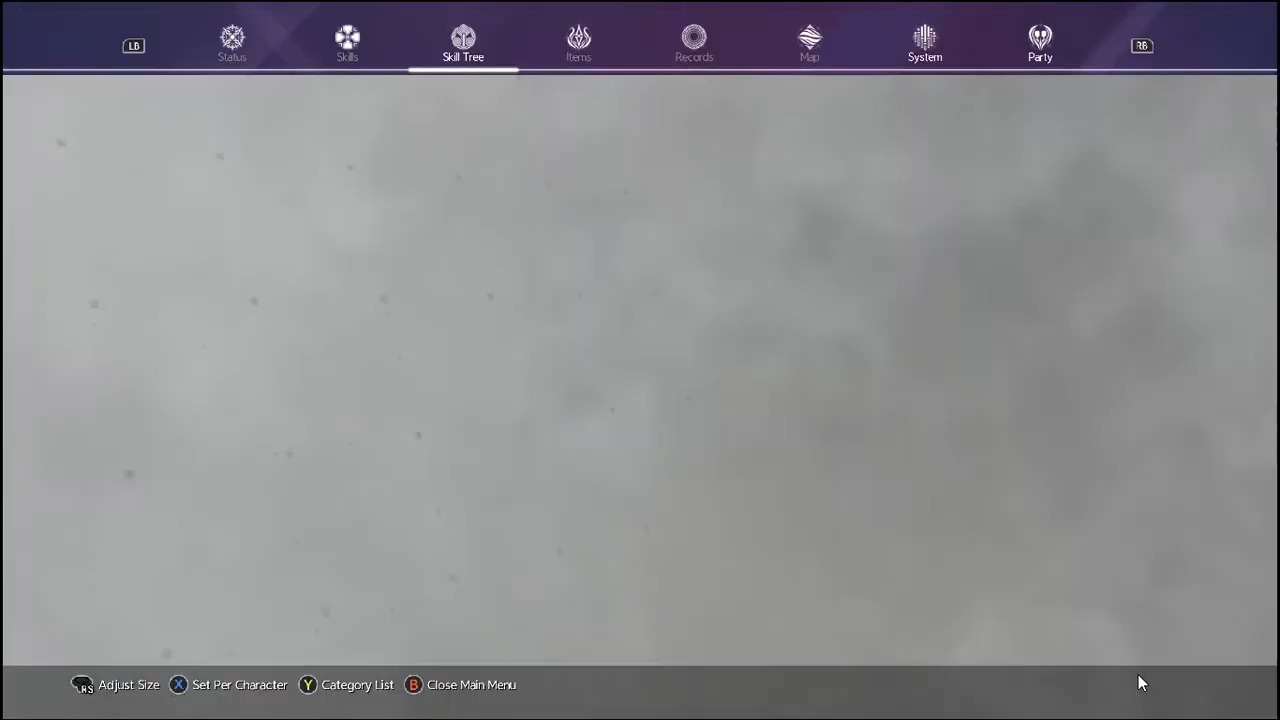 LB Status Skills Skill Tree Items Records Map System Party RB
RS Adjust Size X Set Per Character Y Category List B Close Main Menu